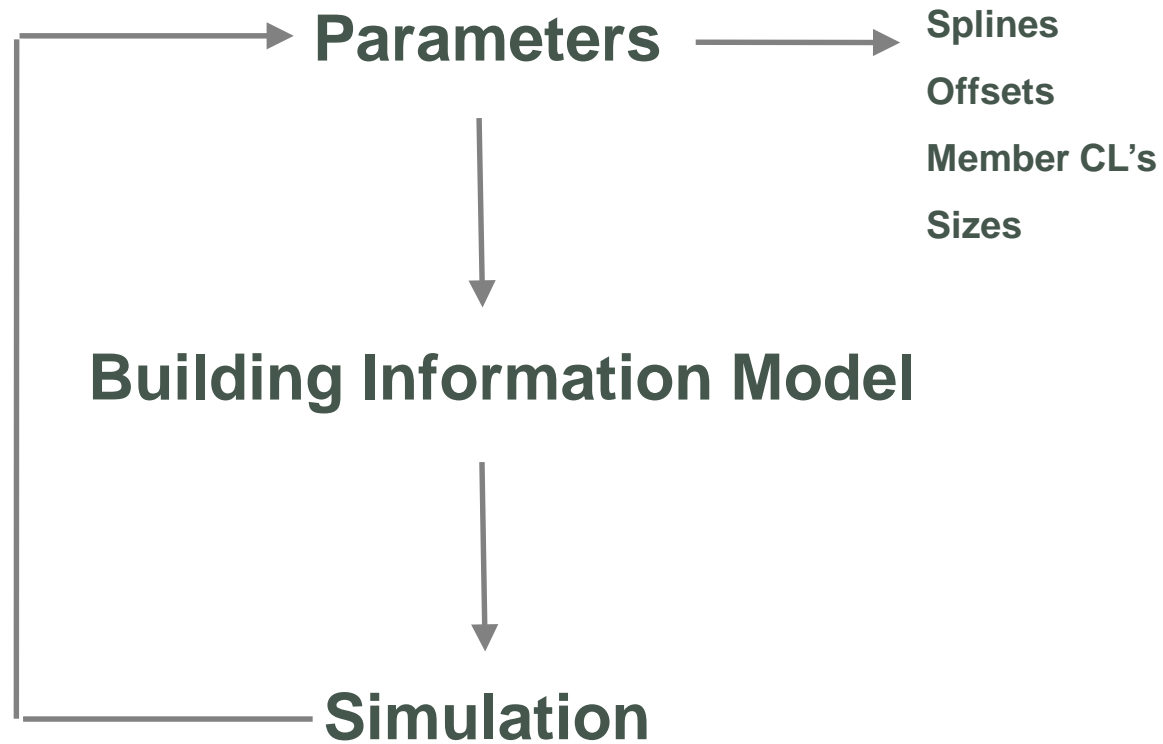 Parameters
Splines
Offsets
Member CL’s
Sizes
Building Information Model
Simulation